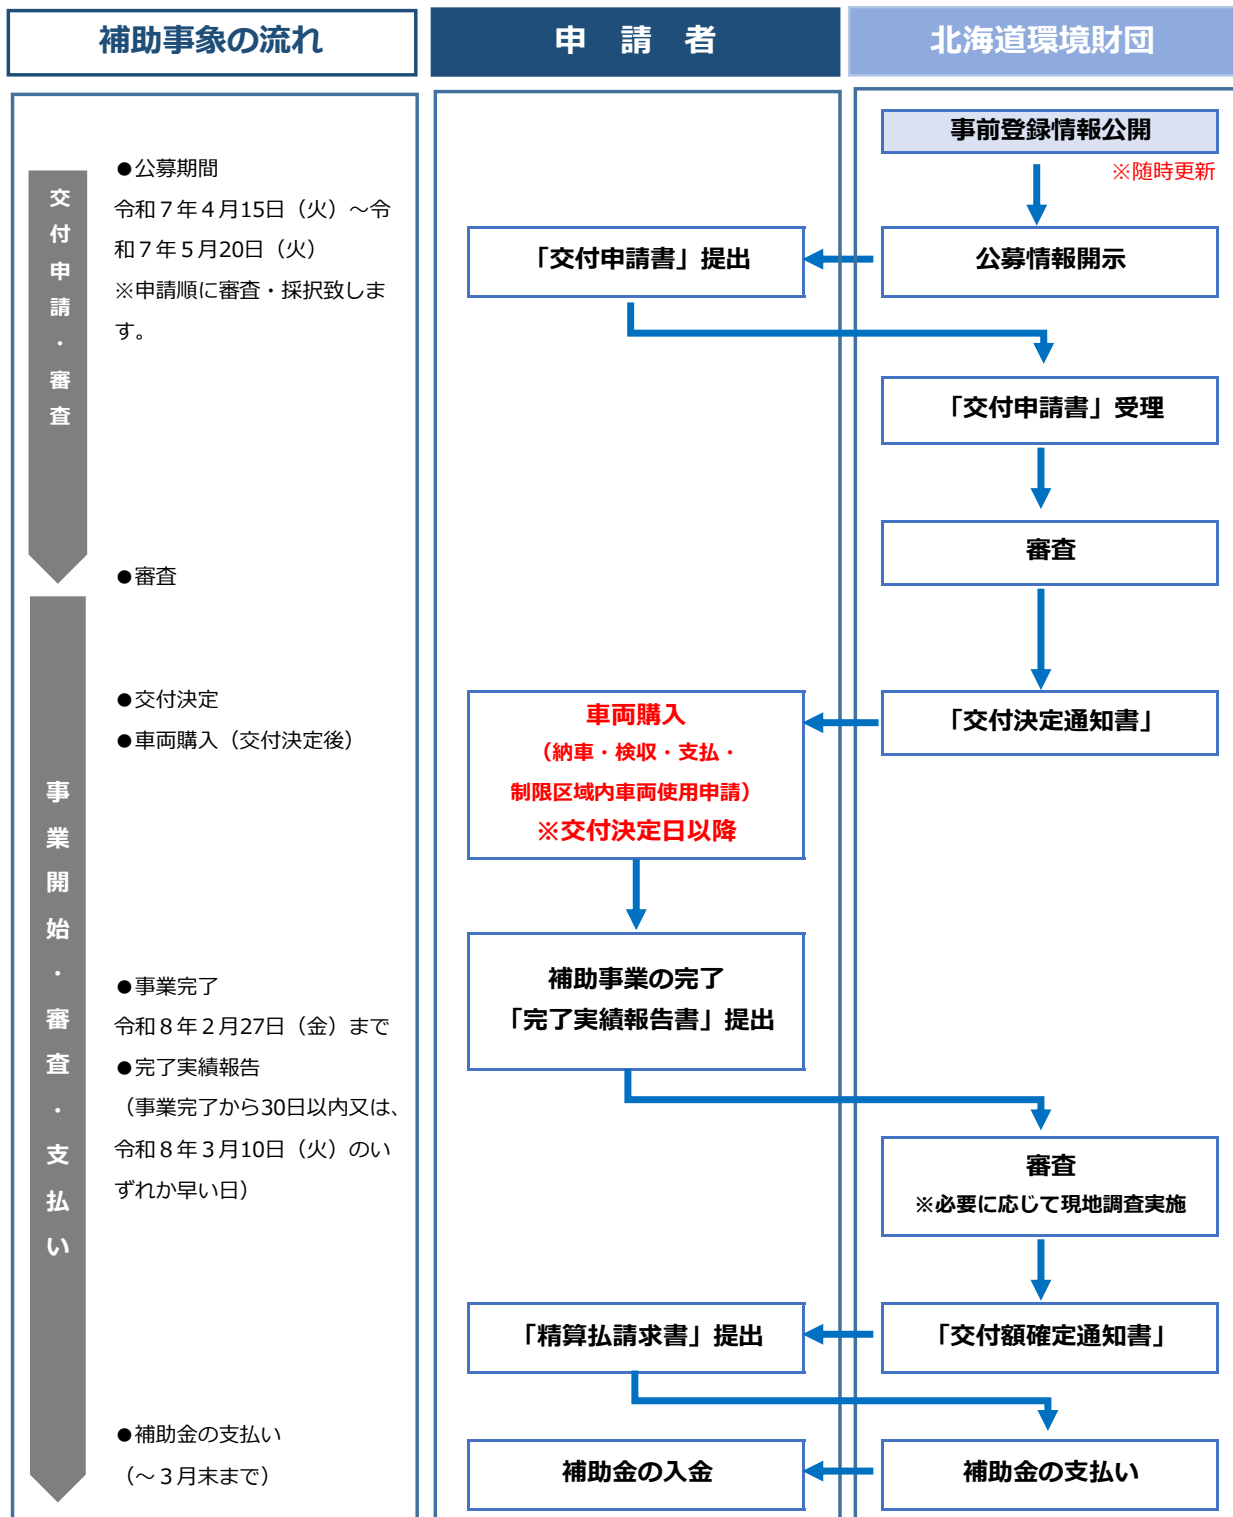 補助事象の流れ
申　請　者
北海道環境財団
交付申請・審査
事業開始・審査・支払い
●公募期間
令和７年４月15日（火）～令
和７年５月20日（火）
※申請順に審査・採択致しま
す。
●審査
●交付決定
●車両購入（交付決定後）
●事業完了
令和８年２月27日（金）まで
●完了実績報告
（事業完了から30日以内又は、
令和８年３月10日（火）のい
ずれか早い日）
●補助金の支払い
（～３月末まで）
「交付申請書」提出
車両購入
（納車・検収・支払・
制限区域内車両使用申請）
※交付決定日以降
補助事業の完了
「完了実績報告書」提出
「精算払請求書」提出
補助金の入金
事前登録情報公開
※随時更新
公募情報開示
「交付申請書」受理
審査
「交付決定通知書」
審査
※必要に応じて現地調査実施
「交付額確定通知書」
補助金の支払い